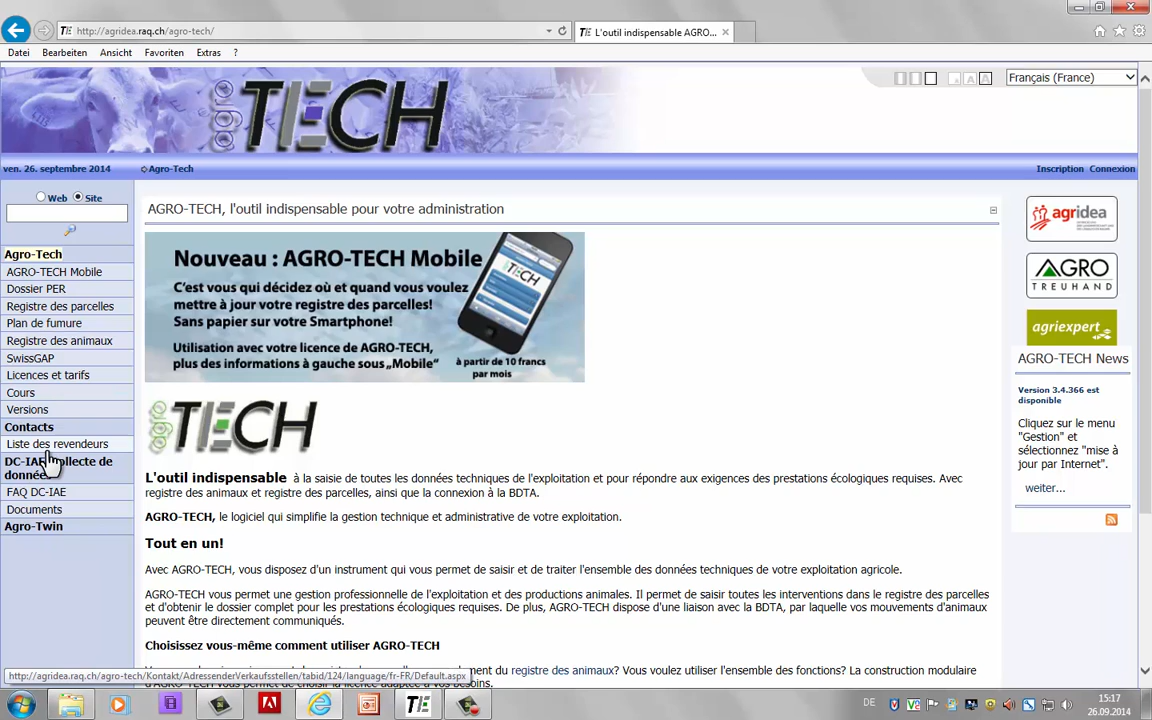 http://agridea.raq.ch/agro-tech/
L'outil indispensable AGRO...
Datei Bearbeiten Ansicht Favoriten Extras ?
agro TECH
Français (France)
ven. 26. septembre 2014
Agro-Tech
Inscription Connexion
Web Site
Agro-Tech
AGRO-TECH Mobile
Dossier PER
Registre des parcelles
Plan de fumure
Registre des animaux
SwissGAP
Licences et tarifs
Cours
Versions
Contacts
Liste des revendeurs
FAQ DC-IAE
Documents
Agro-Twin
AGRO-TECH, l'outil indispensable pour votre administration
Nouveau : AGRO-TECH Mobile
C'est vous qui décidez où et quand vous voulez
mettre à jour votre registre des parcelles!
Sans papier sur votre Smartphone!
Utilisation avec votre licence de AGRO-TECH,
plus des informations à gauche sous „Mobile"
TECH
à partir de 10 francs
par mois
agro TECH
L'outil indispensable à la saisie de toutes les données techniques de l'exploitation et pour répondre aux exigences des prestations écologiques requises. Avec
registre des animaux et registre des parcelles, ainsi que la connexion à la BDTA.
AGRO-TECH, le logiciel qui simplifie la gestion technique et administrative de votre exploitation.
Tout en un!
Avec AGRO-TECH, vous disposez d'un instrument qui vous permet de saisir et de traiter l'ensemble des données techniques de votre exploitation agricole.
AGRO-TECH vous permet une gestion professionelle de l'exploitation et des productions animales. Il permet de saisir toutes les interventions dans le registre des parcelles
et d'obtenir le dossier complet pour les prestations écologiques requises. De plus, AGRO-TECH dispose d'un liaison avec la BDTA, par laquelle vos mouvements d'animaux
peuvent être directement communiqués.
Choisissez vous-même comment utiliser AGRO-TECH
du registre des animaux? Vous voulez utiliser l'ensemble des fonctions? La construction modulaire
agridea
AGRO
TREUHAND
agriexpert
AGRO-TECH News
Version 3.4.366 est
disponible
Cliquez sur le menu
"Gestion" et
sélectionnez "mise à
jour par Internet".
weiter...
http://agridea.raq.ch/agro-tech/Kontakt/AdressenderVerkaufsstellen/tabid/124/language/fr-FR/Default.aspx
DE
15:17
26.09.2014